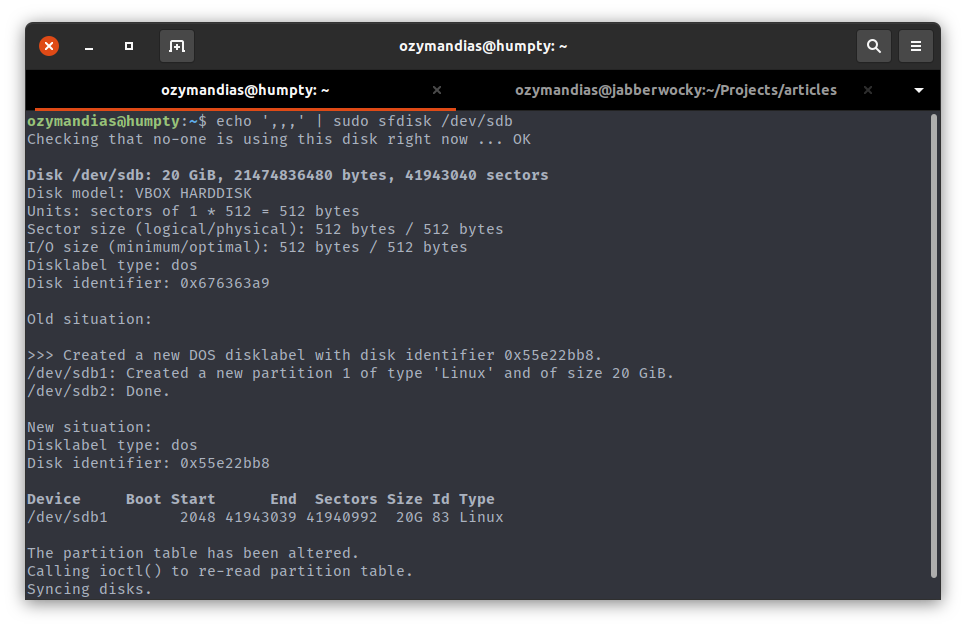 ozymandias@humpty: ~
ozymandias@humpty: ~
ozymandias@jabberwocky:~/Projects/articles
ozymandias@humpty:~$ echo ',,,' | sudo sfdisk /dev/sdb
Checking that no-one is using this disk right now ... OK
Disk /dev/sdb: 20 GiB, 21474836480 bytes, 41943040 sectors
Disk model: VBOX HARDDISK
Units: sectors of 1 * 512 = 512 bytes
Sector size (logical/physical): 512 bytes / 512 bytes
I/O size (minimum/optimal): 512 bytes / 512 bytes
Disklabel type: dos
Disk identifier: 0x676363a9
Old situation:
>>> Created a new DOS disklabel with disk identifier 0x55e22bb8.
/dev/sdb1: Created a new partition 1 of type 'Linux' and of size 20 GiB.
/dev/sdb2: Done.
New situation:
Disklabel type: dos
Disk identifier: 0x55e22bb8
Device     Boot Start      End  Sectors Size Id Type
/dev/sdb1        2048 41943039 41940992  20G 83 Linux
The partition table has been altered.
Calling ioctl() to re-read partition table.
Syncing disks.